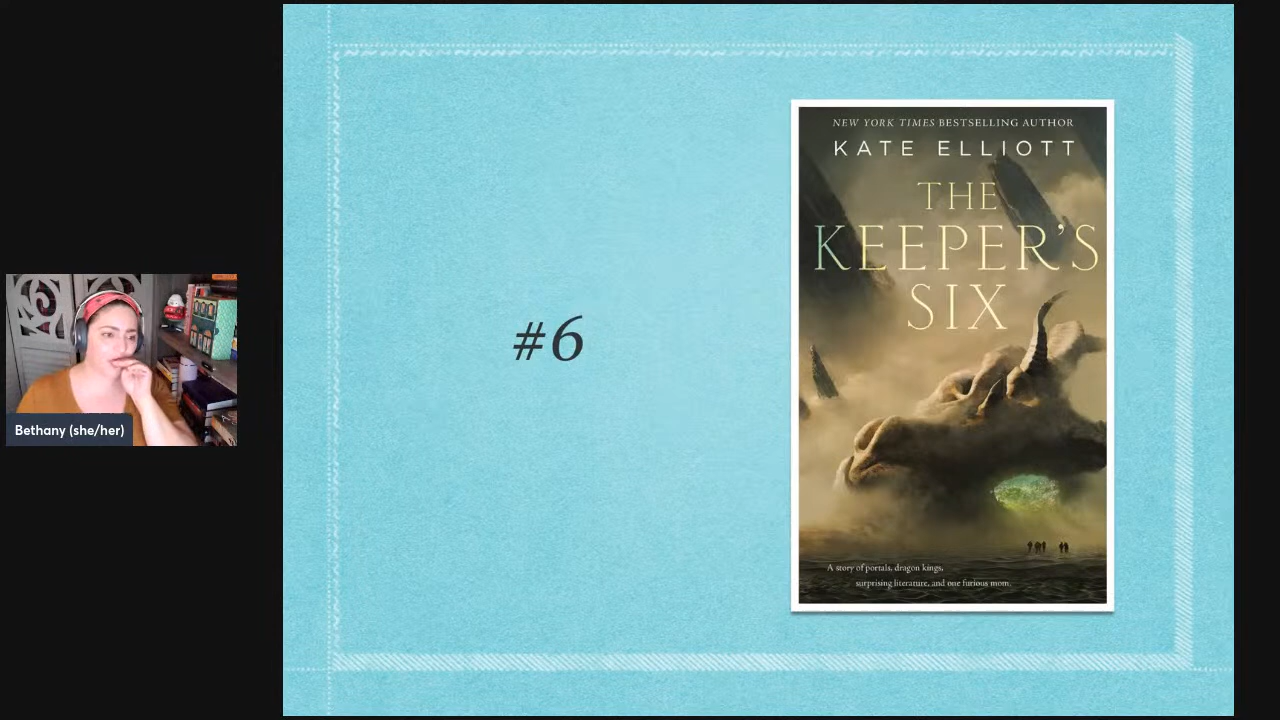 Bethany (she/her)
#6
NEW YORK TIMES BESTSELLING AUTHOR
KATE ELLIOTT
THE
KEEPER'S
SIX
A story of portals, dragon kings,
surprising literature, and one furious mom.